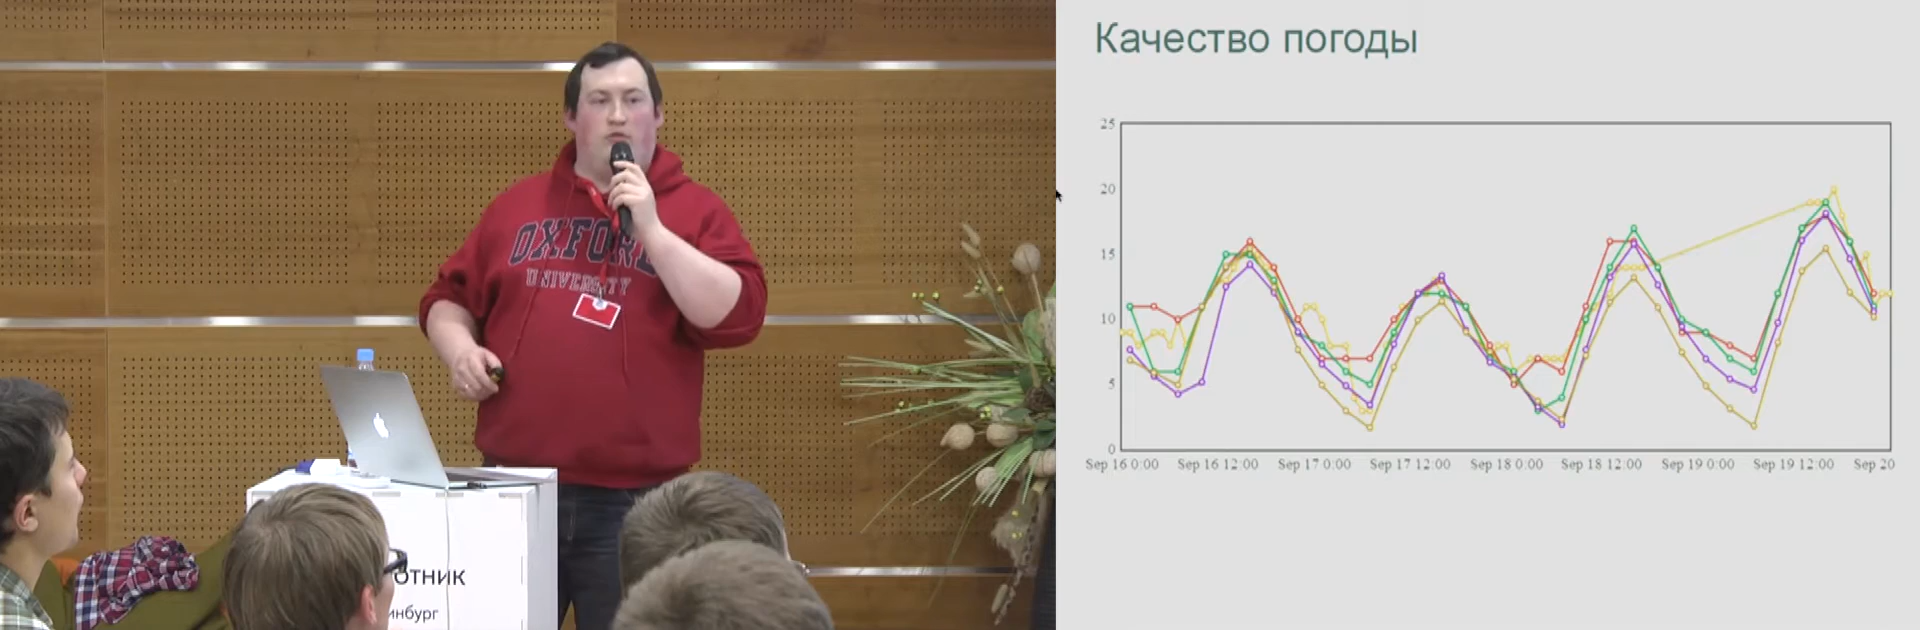 OXFORD
UNIVERSITY
ОТНИК
инбург
Качество погоды
25
20
15
10
5
0
Sep 16 0:00 Sep 16 12:00 Sep 17 0:00 Sep 17 12:00 Sep 18 0:00 Sep 18 12:00 Sep 19 0:00 Sep 19 12:00 Sep 20